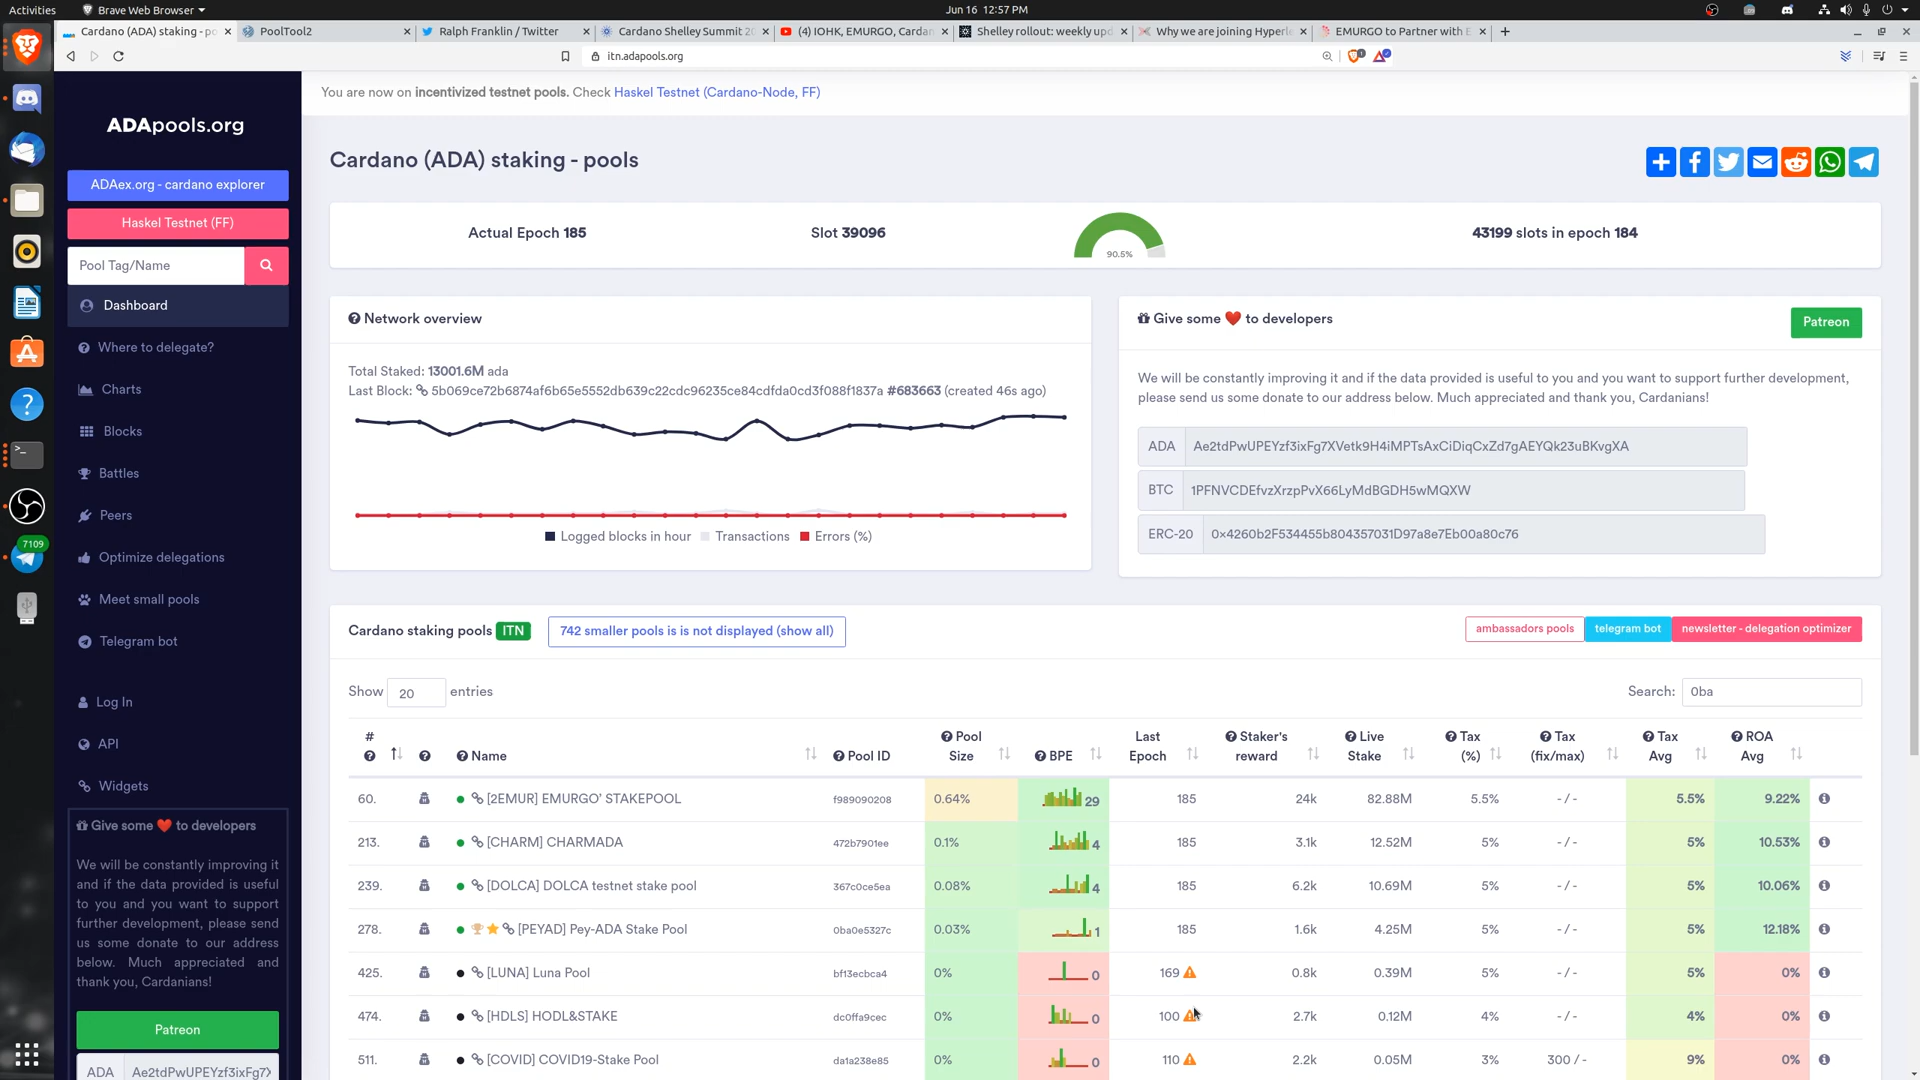 Activities
Brave Web Browser
Jun 16 12:57 PM
Cardano (ADA) staking - po
PoolTool2
Ralph Franklin / Twitter
Cardano Shelley Summit 20
(4) IOHK, EMURGO, Cardan
Shelley rollout: weekly upd
Why we are joining Hyperle
EMURGO to Partner with E
itn.adapools.org
1
7109
ADApools.org
ADAex.org - cardano explorer
Haskel Testnet (FF)
Pool Tag/Name
Dashboard
Where to delegate?
Charts
Blocks
Battles
Peers
Optimize delegations
Meet small pools
Telegram bot
Log In
API
Widgets
Give some ❤ to developers
We will be constantly improving it
and if the data provided is useful
to you and you want to support
further development, please send
us some donate to our address
below. Much appreciated and
thank you, Cardanians!
Patreon
ADA Ae2tdPwUPEYzf3ixFg7X
You are now on incentivized testnet pools. Check Haskel Testnet (Cardano-Node, FF)
Cardano (ADA) staking - pools
Actual Epoch 185
Slot 39096
90.5%
43199 slots in epoch 184
Network overview
Total Staked: 13001.6M ada
Last Block: 5b069ce72b6874af6b65e5552db639c22cdc96235ce84cdfda0cd3f088f1837a #683663 (created 46s ago)
Logged blocks in hour Transactions Errors (%)
Give some ❤ to developers
Patreon
We will be constantly improving it and if the data provided is useful to you and you want to support further development,
please send us some donate to our address below. Much appreciated and thank you, Cardanians!
ADA Ae2tdPwUPEYzf3ixFg7XVetk9H4iMPTsAxCiDiqCxZd7gAEYQk23uBKvgXA
BTC 1PFNVCDEfvzXrzpPvX66LyMdBGDH5wMQXW
ERC-20 0x4260b2F534455b804357031D97a8e7Eb00a80c76
Cardano staking pools ITN
742 smaller pools is is not displayed (show all)
ambassadors pools
telegram bot
newsletter - delegation optimizer
Show 20 entries
Search: 0ba
# Name Pool ID Pool Size BPE Last Epoch Staker's reward Live Stake Tax (%) Tax (fix/max) Tax Avg ROA Avg
60. [2EMUR] EMURGO' STAKEPOOL f989090208 0.64% 29 185 24k 82.88M 5.5% - / - 5.5% 9.22%
213. [CHARM] CHARMADA 472b7901ee 0.1% 4 185 3.1k 12.52M 5% - / - 5% 10.53%
239. [DOLCA] DOLCA testnet stake pool 367c0ce5ea 0.08% 4 185 6.2k 10.69M 5% - / - 5% 10.06%
278. [PEYAD] Pey-ADA Stake Pool 0ba0e5327c 0.03% 1 185 1.6k 4.25M 5% - / - 5% 12.18%
425. [LUNA] Luna Pool bf13ecbca4 0% 0 169 0.8k 0.39M 5% - / - 5% 0%
474. [HDLS] HODL&STAKE dc0ffa9cec 0% 0 100 2.7k 0.12M 4% - / - 4% 0%
511. [COVID] COVID19-Stake Pool da1a238e85 0% 0 110 2.2k 0.05M 3% 300 / - 9% 0%